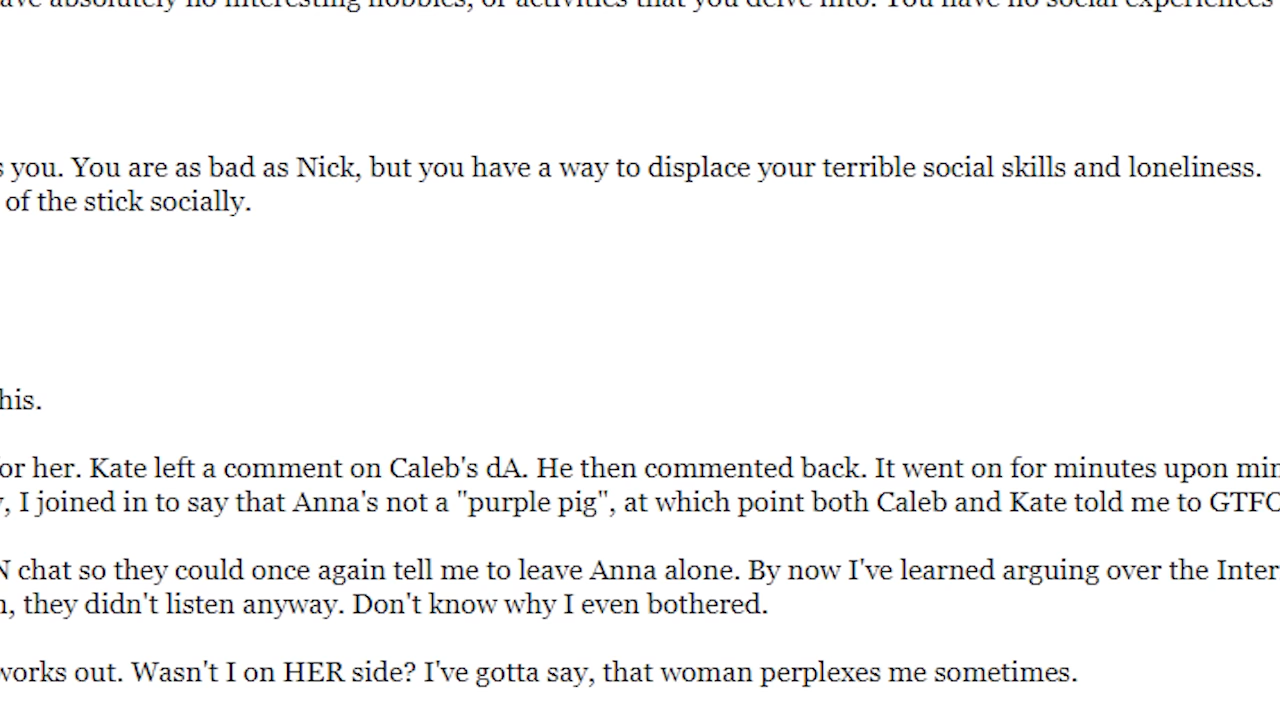 ave absolutely no interesting hobbies, or activities that you delve into. You have no social experiences
s you. You are as bad as Nick, but you have a way to displace your terrible social skills and loneliness.
of the stick socially.
his.
or her. Kate left a comment on Caleb's dA. He then commented back. It went on for minutes upon min
, I joined in to say that Anna's not a "purple pig", at which point both Caleb and Kate told me to GTFO
N chat so they could once again tell me to leave Anna alone. By now I've learned arguing over the Inter
, they didn't listen anyway. Don't know why I even bothered.
works out. Wasn't I on HER side? I've gotta say, that woman perplexes me sometimes.